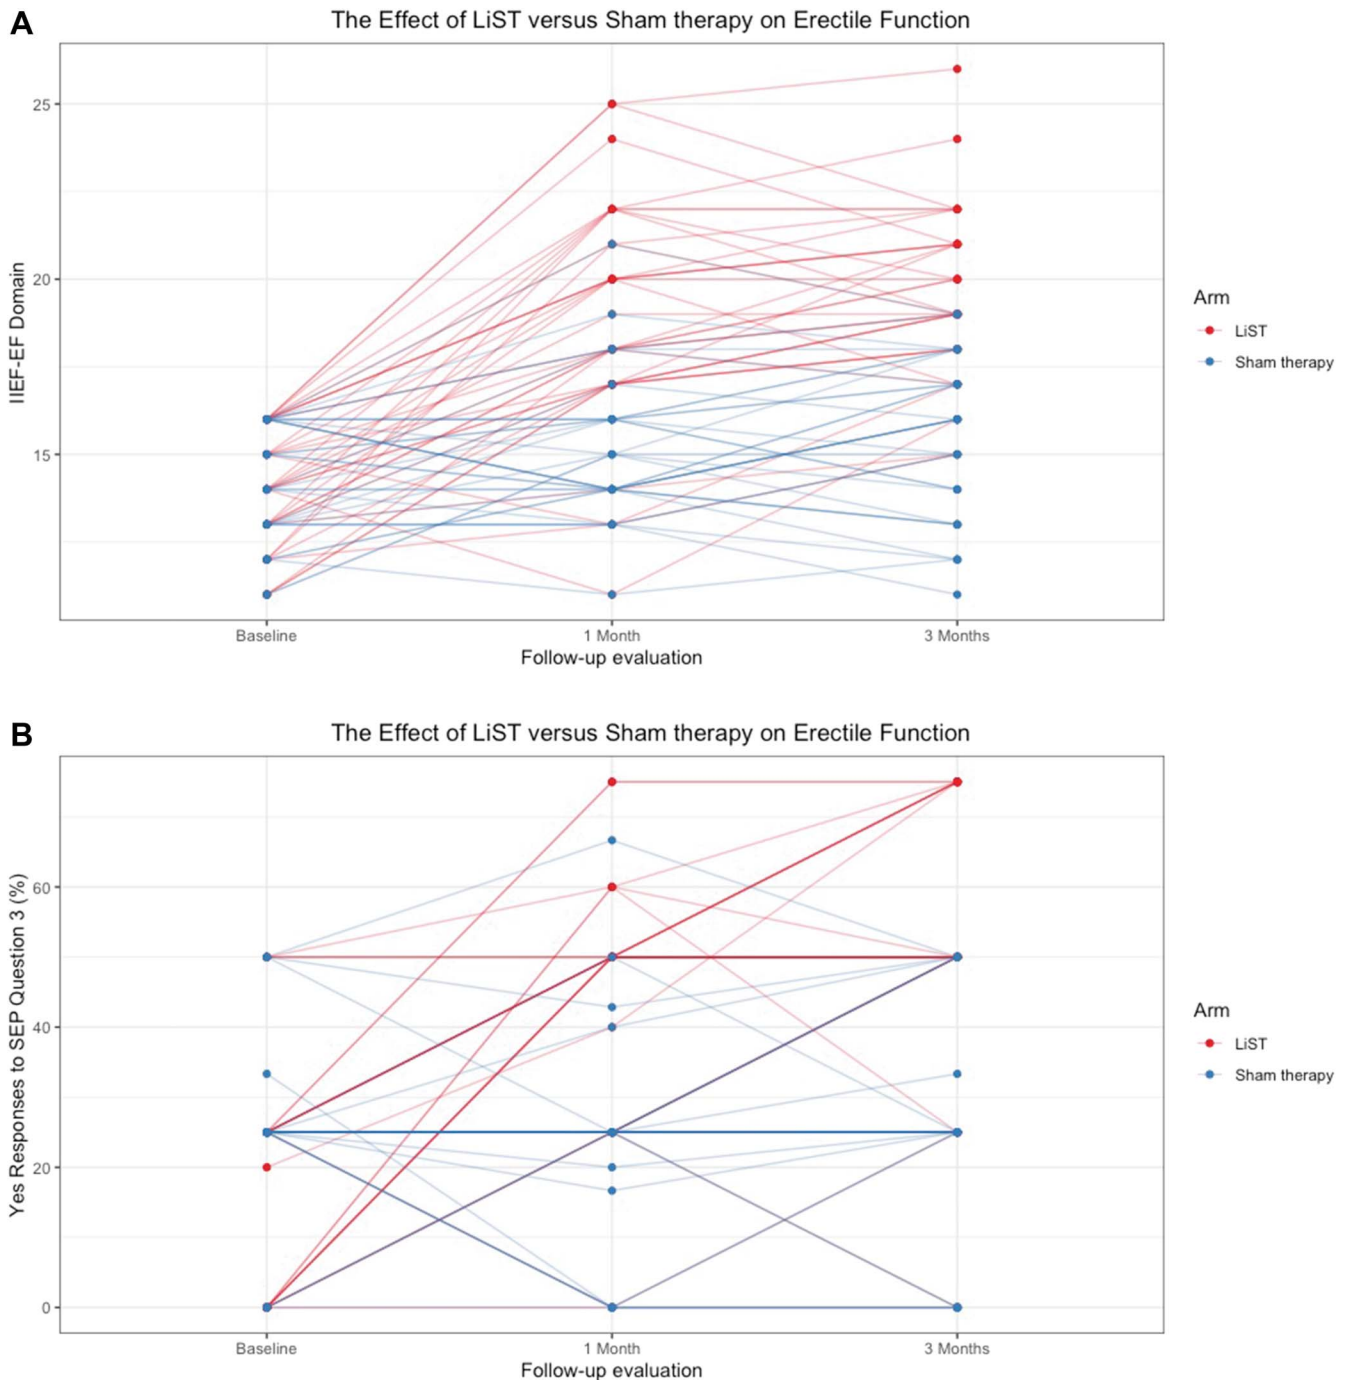 A
The Effect of LiST versus Sham therapy on Erectile Function
IIEF-EF Domain
25
20
15
Baseline
1 Month
3 Months
Follow-up evaluation
Arm
LiST
Sham therapy
B
The Effect of LiST versus Sham therapy on Erectile Function
Yes Responses to SEP Question 3 (%)
60
40
20
0
Baseline
1 Month
3 Months
Follow-up evaluation
Arm
LiST
Sham therapy